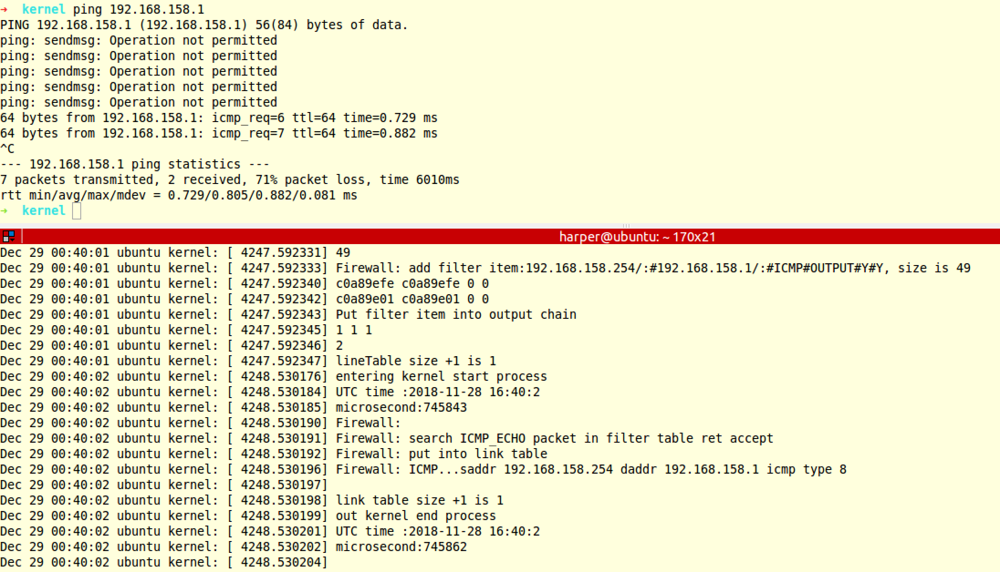 → kernel ping 192.168.158.1
PING 192.168.158.1 (192.168.158.1) 56(84) bytes of data.
ping: sendmsg: Operation not permitted
ping: sendmsg: Operation not permitted
ping: sendmsg: Operation not permitted
ping: sendmsg: Operation not permitted
ping: sendmsg: Operation not permitted
64 bytes from 192.168.158.1: icmp_req=6 ttl=64 time=0.729 ms
64 bytes from 192.168.158.1: icmp_req=7 ttl=64 time=0.882 ms
^C
--- 192.168.158.1 ping statistics ---
7 packets transmitted, 2 received, 71% packet loss, time 6010ms
rtt min/avg/max/mdev = 0.729/0.805/0.882/0.081 ms
→ kernel
harper@ubuntu: ~ 170x21
Dec 29 00:40:01 ubuntu kernel: [ 4247.592331] 49
Dec 29 00:40:01 ubuntu kernel: [ 4247.592333] Firewall: add filter item:192.168.158.254/:#192.168.158.1/:#ICMP#OUTPUT#Y#Y, size is 49
Dec 29 00:40:01 ubuntu kernel: [ 4247.592340] c0a89efe c0a89efe 0 0
Dec 29 00:40:01 ubuntu kernel: [ 4247.592342] c0a89e01 c0a89e01 0 0
Dec 29 00:40:01 ubuntu kernel: [ 4247.592343] Put filter item into output chain
Dec 29 00:40:01 ubuntu kernel: [ 4247.592345] 1 1 1
Dec 29 00:40:01 ubuntu kernel: [ 4247.592346] 2
Dec 29 00:40:01 ubuntu kernel: [ 4247.592347] lineTable size +1 is 1
Dec 29 00:40:02 ubuntu kernel: [ 4248.530176] entering kernel start process
Dec 29 00:40:02 ubuntu kernel: [ 4248.530184] UTC time :2018-11-28 16:40:2
Dec 29 00:40:02 ubuntu kernel: [ 4248.530185] microsecond:745843
Dec 29 00:40:02 ubuntu kernel: [ 4248.530190] Firewall:
Dec 29 00:40:02 ubuntu kernel: [ 4248.530191] Firewall: search ICMP_ECHO packet in filter table ret accept
Dec 29 00:40:02 ubuntu kernel: [ 4248.530192] Firewall: put into link table
Dec 29 00:40:02 ubuntu kernel: [ 4248.530196] Firewall: ICMP...saddr 192.168.158.254 daddr 192.168.158.1 icmp type 8
Dec 29 00:40:02 ubuntu kernel: [ 4248.530197]
Dec 29 00:40:02 ubuntu kernel: [ 4248.530198] link table size +1 is 1
Dec 29 00:40:02 ubuntu kernel: [ 4248.530199] out kernel end process
Dec 29 00:40:02 ubuntu kernel: [ 4248.530201] UTC time :2018-11-28 16:40:2
Dec 29 00:40:02 ubuntu kernel: [ 4248.530202] microsecond:745862
Dec 29 00:40:02 ubuntu kernel: [ 4248.530204]